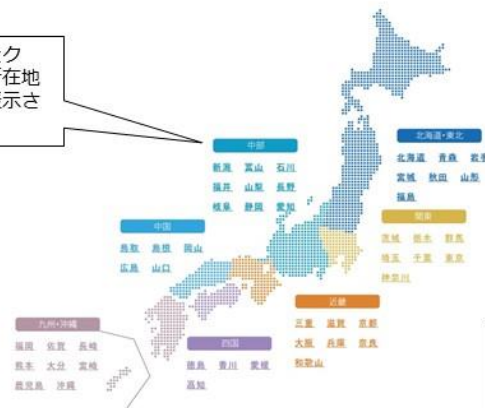 ク
在地
示さ
中部
新潟 富山 石川
福井 山梨 長野
岐阜 静岡 愛知
北海道・東北
北海道 青森 岩手
宮城 秋田 山形
福島
中国
鳥取 島根 岡山
広島 山口
関東
茨城 栃木 群馬
埼玉 千葉 東京
神奈川
近畿
三重 滋賀 京都
大阪 兵庫 奈良
和歌山
九州・沖縄
福岡 佐賀 長崎
熊本 大分 宮崎
鹿児島 沖縄
四国
徳島 香川 愛媛
高知